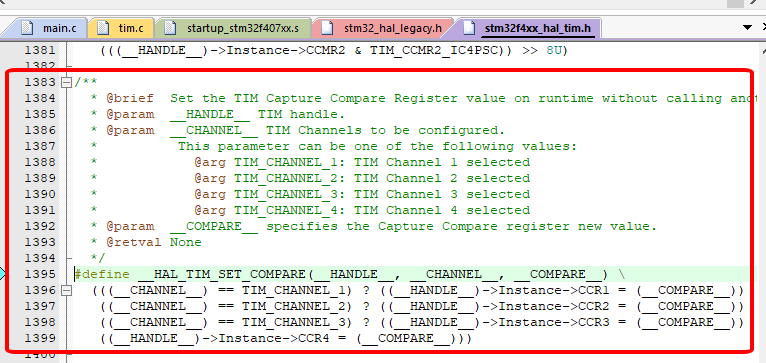 main.c tim.c startup_stm32f407xx.s stm32_hal_legacy.h stm32f4xx_hal_tim.h
1381 (((__HANDLE__)->Instance->CCMR2 & TIM_CCMR2_IC4PSC)) >> 8U)
1382
1383 /**
1384 * @brief Set the TIM Capture Compare Register value on runtime without calling
1385 * @param __HANDLE__ TIM handle.
1386 * @param __CHANNEL__ TIM Channels to be configured.
1387 * This parameter can be one of the following values:
1388 * @arg TIM_CHANNEL_1: TIM Channel 1 selected
1389 * @arg TIM_CHANNEL_2: TIM Channel 2 selected
1390 * @arg TIM_CHANNEL_3: TIM Channel 3 selected
1391 * @arg TIM_CHANNEL_4: TIM Channel 4 selected
1392 * @param __COMPARE__ specifies the Capture Compare register new value.
1393 * @retval None
1394 */
1395 #define __HAL_TIM_SET_COMPARE(__HANDLE__, __CHANNEL__, __COMPARE__) \
1396 (((__CHANNEL__) == TIM_CHANNEL_1) ? ((__HANDLE__)->Instance->CCR1 = (__COMPARE__))
1397 ((__CHANNEL__) == TIM_CHANNEL_2) ? ((__HANDLE__)->Instance->CCR2 = (__COMPARE__))
1398 ((__CHANNEL__) == TIM_CHANNEL_3) ? ((__HANDLE__)->Instance->CCR3 = (__COMPARE__))
1399 ((__HANDLE__)->Instance->CCR4 = (__COMPARE__)))